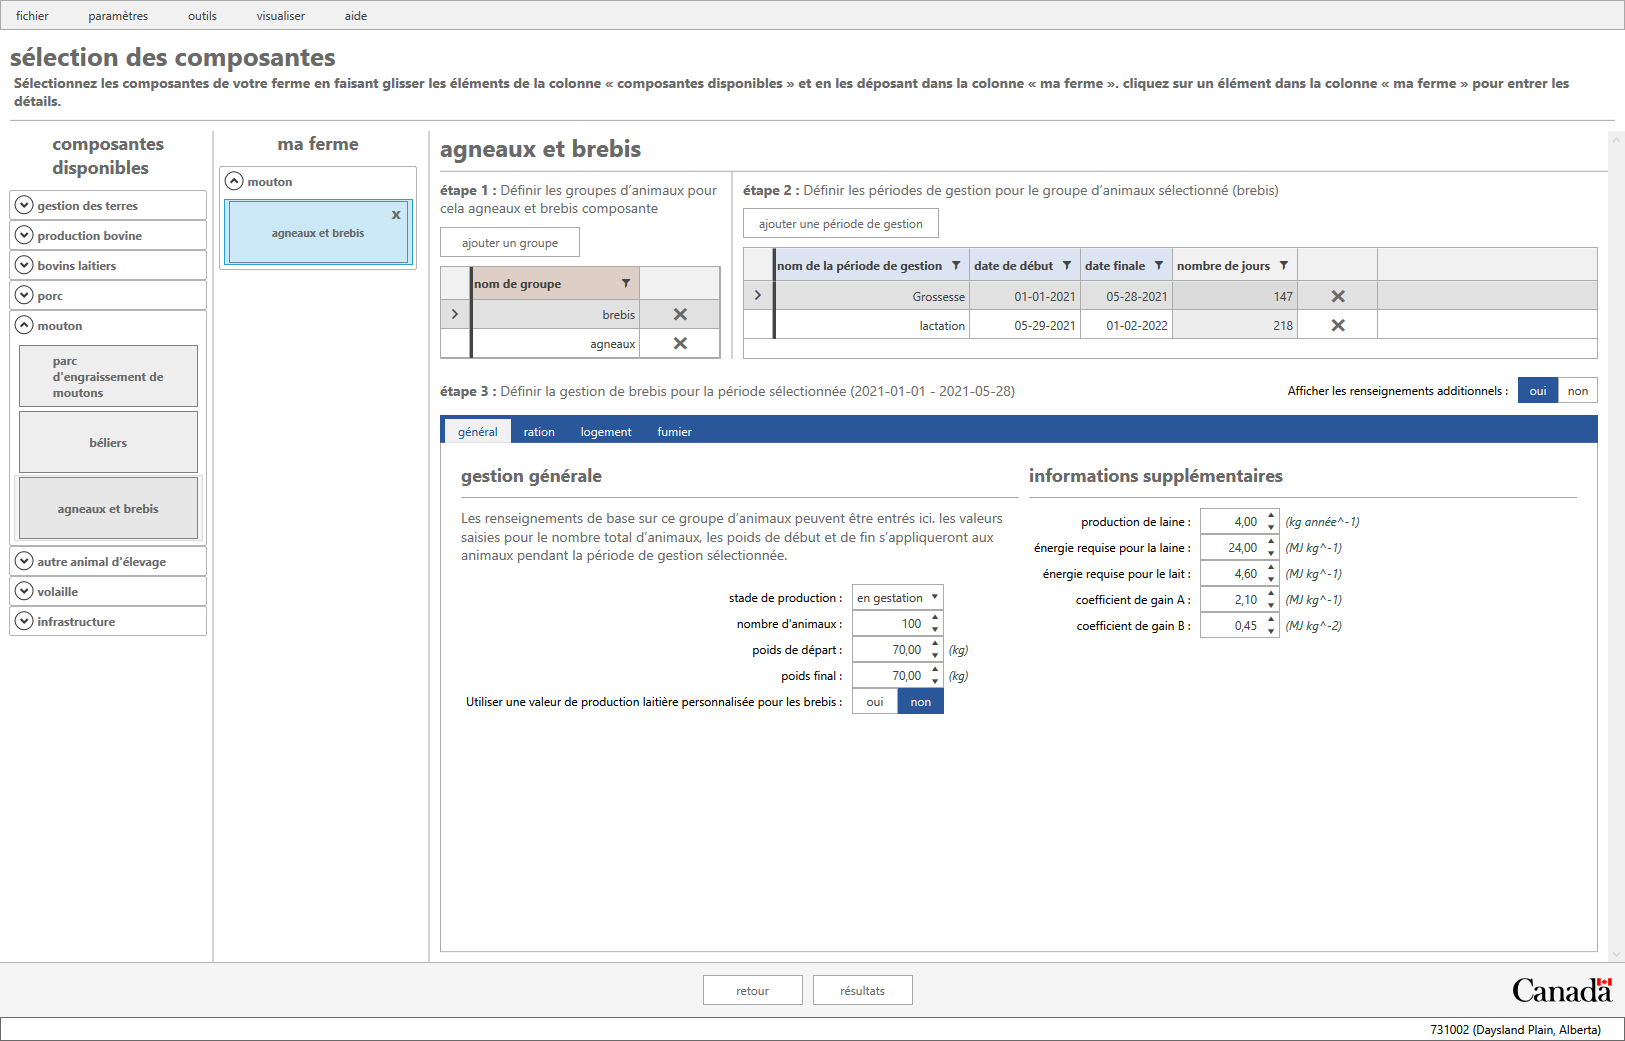 fichier paramètres outils visualiser aide
sélection des composantes
Sélectionnez les composantes de votre ferme en faisant glisser les éléments de la colonne « composantes disponibles » et en les déposant dans la colonne « ma ferme ». cliquez sur un élément dans la colonne « ma ferme » pour entrer les
détails.
composantes
disponibles
gestion des terres
production bovine
bovins laitiers
porc
mouton
parc
d'engraissement de
moutons
béliers
agneaux et brebis
autre animal d'élevage
volaille
infrastructure
ma ferme
mouton
x
agneaux et brebis
agneaux et brebis
étape 1 : Définir les groupes d’animaux pour
cela agneaux et brebis composante
ajouter un groupe
nom de groupe
brebis
agneaux
étape 2 : Définir les périodes de gestion pour le groupe d’animaux sélectionné (brebis)
ajouter une période de gestion
nom de la période de gestion date de début date finale nombre de jours
Grossesse 01-01-2021 05-28-2021 147
lactation 05-29-2021 01-02-2022 218
étape 3 : Définir la gestion de brebis pour la période sélectionnée (2021-01-01 - 2021-05-28)
Afficher les renseignements additionnels : oui non
général ration logement fumier
gestion générale
Les renseignements de base sur ce groupe d’animaux peuvent être entrés ici. les valeurs
saisies pour le nombre total d’animaux, les poids de début et de fin s’appliqueront aux
animaux pendant la période de gestion sélectionnée.
stade de production : en gestation
nombre d'animaux : 100
poids de départ : 70,00 (kg)
poids final : 70,00 (kg)
Utiliser une valeur de production laitière personnalisée pour les brebis : oui non
informations supplémentaires
production de laine : 4,00 (kg année^-1)
énergie requise pour la laine : 24,00 (MJ kg^-1)
énergie requise pour le lait : 4,60 (MJ kg^-1)
coefficient de gain A : 2,10 (MJ kg^-1)
coefficient de gain B : 0,45 (MJ kg^-2)
retour résultats
Canada
731002 (Daysland Plain, Alberta)